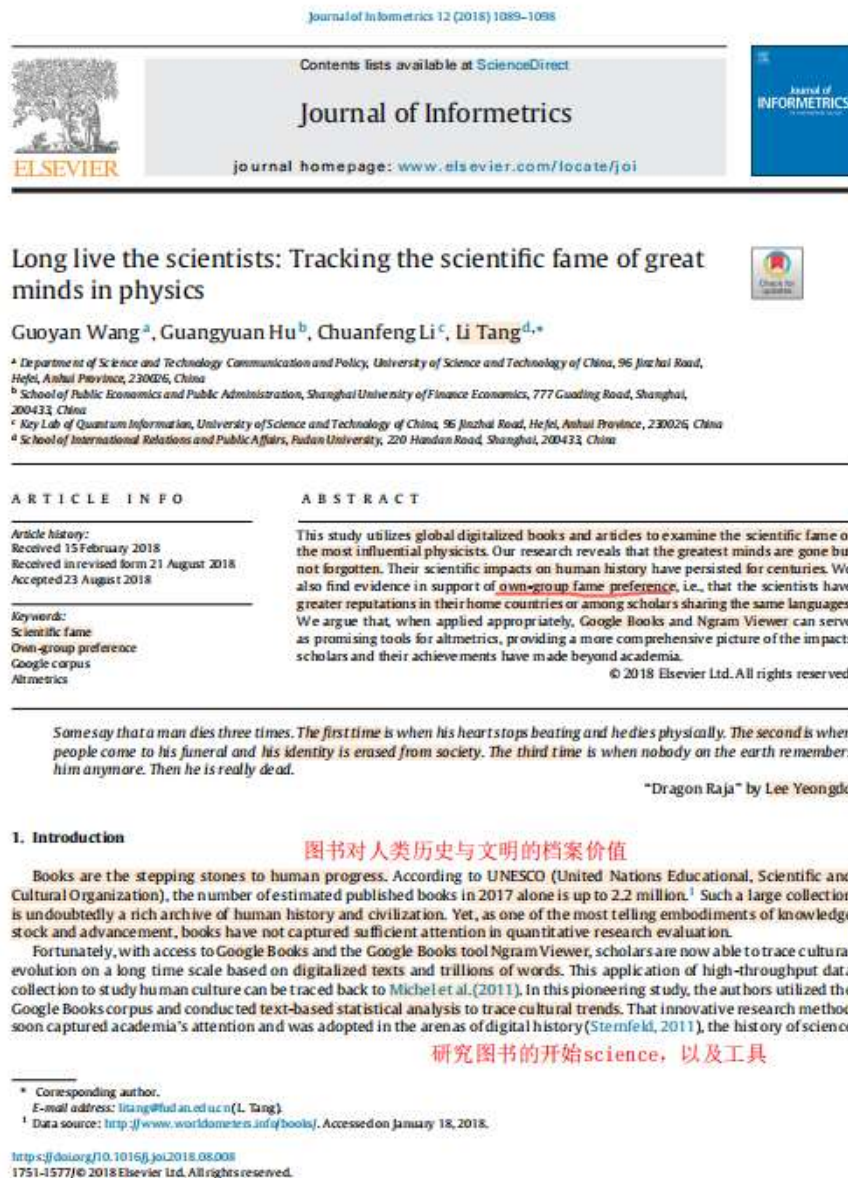 Journal of Informetrics 12 (2018) 1089–1098
Contents lists available at ScienceDirect
Journal of Informetrics
journal homepage: www.elsevier.com/locate/joi
ELSEVIER
Journal of
INFORMETRICS
Long live the scientists: Tracking the scientific fame of great
minds in physics
Check for
updates
Guoyan Wang a, Guangyuan Hu b, Chuanfeng Li c, Li Tang d,*
a Department of Science and Technology Communication and Policy, University of Science and Technology of China, 96 Jinzhai Road,
Hefei, Anhui Province, 230026, China
b School of Public Economics and Public Administration, Shanghai University of Finance Economics, 777 Guoding Road, Shanghai,
200433, China
c Key Lab of Quantum Information, University of Science and Technology of China, 96 Jinzhai Road, Hefei, Anhui Province, 230026, China
d School of International Relations and Public Affairs, Fudan University, 220 Handan Road, Shanghai, 200433, China
ARTICLE INFO
Article history:
Received 15 February 2018
Received in revised form 21 August 2018
Accepted 23 August 2018
Keywords:
Scientific fame
Own-group preference
Google corpus
Altmetrics
ABSTRACT
This study utilizes global digitalized books and articles to examine the scientific fame o
the most influential physicists. Our research reveals that the greatest minds are gone bu
not forgotten. Their scientific impacts on human history have persisted for centuries. We
also find evidence in support of own-group fame preference, i.e., that the scientists have
greater reputations in their home countries or among scholars sharing the same languages
We argue that, when applied appropriately, Google Books and Ngram Viewer can serve
as promising tools for altmetrics, providing a more comprehensive picture of the impact
scholars and their achievements have made beyond academia.
© 2018 Elsevier Ltd. All rights reserved
Some say that a man dies three times. The first time is when his heart stops beating and he dies physically. The second is when
people come to his funeral and his identity is erased from society. The third time is when nobody on the earth remember
him anymore. Then he is really dead.
"Dragon Raja" by Lee Yeongdo
1. Introduction
图书对人类历史与文明的档案价值
Books are the stepping stones to human progress. According to UNESCO (United Nations Educational, Scientific and
Cultural Organization), the number of estimated published books in 2017 alone is up to 2.2 million.1 Such a large collection
is undoubtedly a rich archive of human history and civilization. Yet, as one of the most telling embodiments of knowledge
stock and advancement, books have not captured sufficient attention in quantitative research evaluation.
Fortunately, with access to Google Books and the Google Books tool Ngram Viewer, scholars are now able to trace cultura
evolution on a long time scale based on digitalized texts and trillions of words. This application of high-throughput data
collection to study human culture can be traced back to Michel et al. (2011). In this pioneering study, the authors utilized the
Google Books corpus and conducted text-based statistical analysis to trace cultural trends. That innovative research method
soon captured academia's attention and was adopted in the arenas of digital history (Sternfeld, 2011), the history of science
研究图书的开始science，以及工具
* Corresponding author.
E-mail address: litang@fudan.edu.cn (L. Tang).
1 Data source: http://www.worldometers.info/books/. Accessed on January 18, 2018.
https://doi.org/10.1016/j.joi.2018.08.008
1751-1577/© 2018 Elsevier Ltd. All rights reserved.